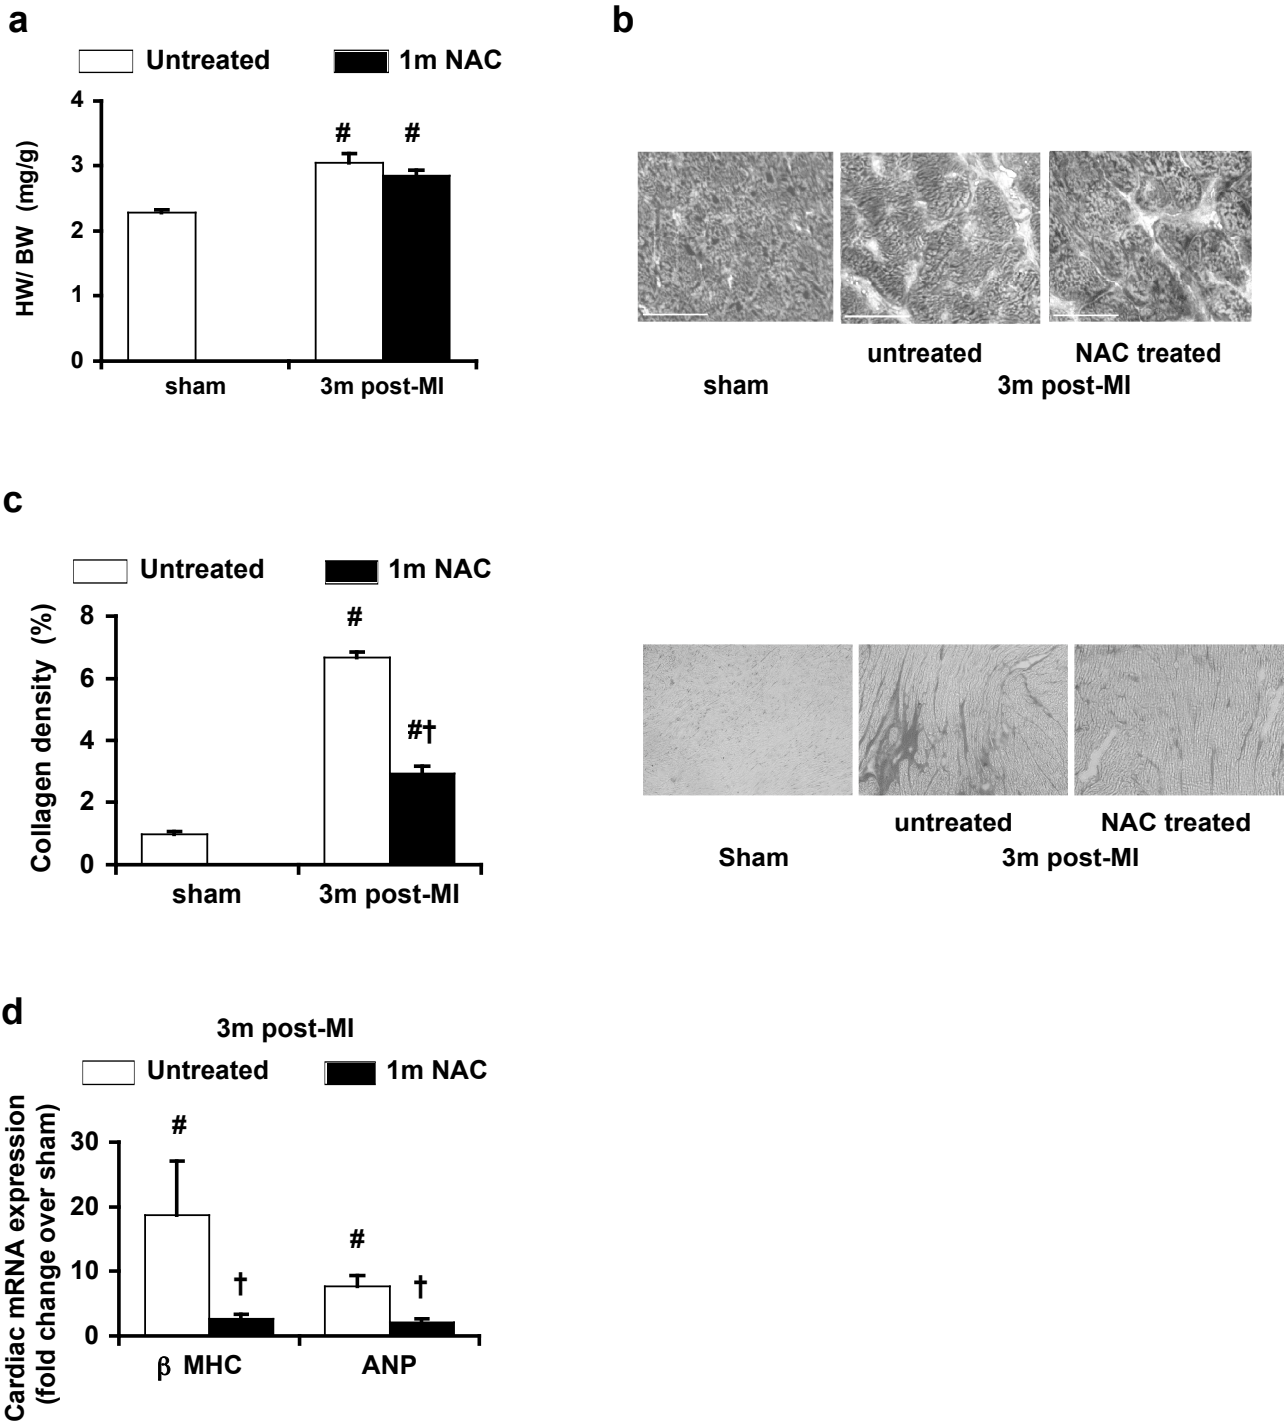 a
Untreated 1m NAC
HW/ BW (mg/g)
4
3
2
1
0
# #
sham 3m post-MI
b
untreated NAC treated
sham 3m post-MI
c
Untreated 1m NAC
Collagen density (%)
8
6
4
2
0
#
#†
sham 3m post-MI
untreated NAC treated
Sham 3m post-MI
d
3m post-MI
Untreated 1m NAC
Cardiac mRNA expression
(fold change over sham)
30
20
10
0
#
†
#
†
β MHC ANP